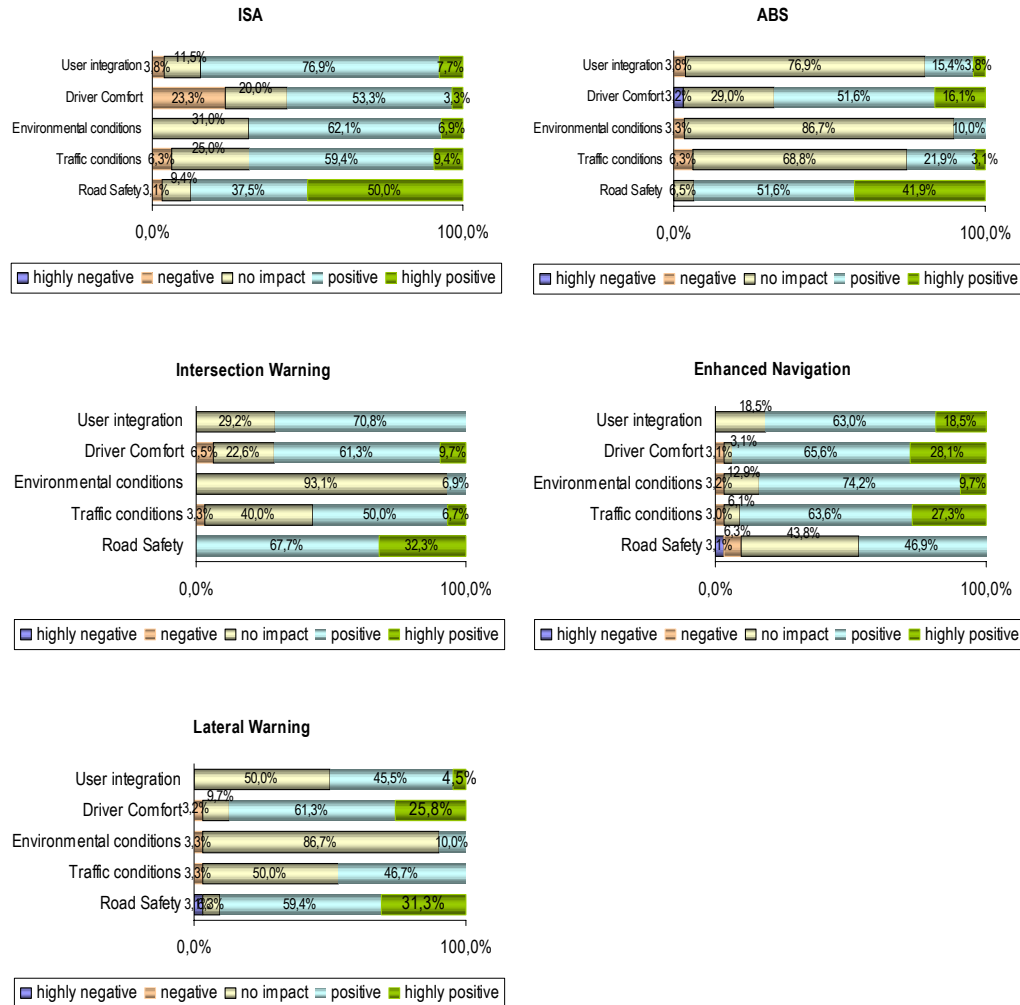 ISA
User integration 3,8% 11,5% 76,9% 7,7%
Driver Comfort 23,3% 20,0% 53,3% 3,3%
Environmental conditions 31,0% 62,1% 6,9%
Traffic conditions 6,3% 25,0% 59,4% 9,4%
Road Safety 3,1% 9,4% 37,5% 50,0%
0,0% 100,0%
highly negative negative no impact positive highly positive
ABS
User integration 3,8% 76,9% 15,4% 3,8%
Driver Comfort 3,2% 29,0% 51,6% 16,1%
Environmental conditions 3,3% 86,7% 10,0%
Traffic conditions 6,3% 68,8% 21,9% 3,1%
Road Safety 6,5% 51,6% 41,9%
0,0% 100,0%
highly negative negative no impact positive highly positive
Intersection Warning
User integration 29,2% 70,8%
Driver Comfort 6,5% 22,6% 61,3% 9,7%
Environmental conditions 93,1% 6,9%
Traffic conditions 3,3% 40,0% 50,0% 6,7%
Road Safety 67,7% 32,3%
0,0% 100,0%
highly negative negative no impact positive highly positive
Enhanced Navigation
User integration 18,5% 63,0% 18,5%
Driver Comfort 3,1% 3,1% 65,6% 28,1%
Environmental conditions 3,2% 12,9% 74,2% 9,7%
Traffic conditions 3,0% 6,1% 63,6% 27,3%
Road Safety 3,1% 6,3% 43,8% 46,9%
0,0% 100,0%
highly negative negative no impact positive highly positive
Lateral Warning
User integration 50,0% 45,5% 4,5%
Driver Comfort 3,2% 9,7% 61,3% 25,8%
Environmental conditions 3,3% 86,7% 10,0%
Traffic conditions 3,3% 50,0% 46,7%
Road Safety 3,1% 6,3% 59,4% 31,3%
0,0% 100,0%
highly negative negative no impact positive highly positive